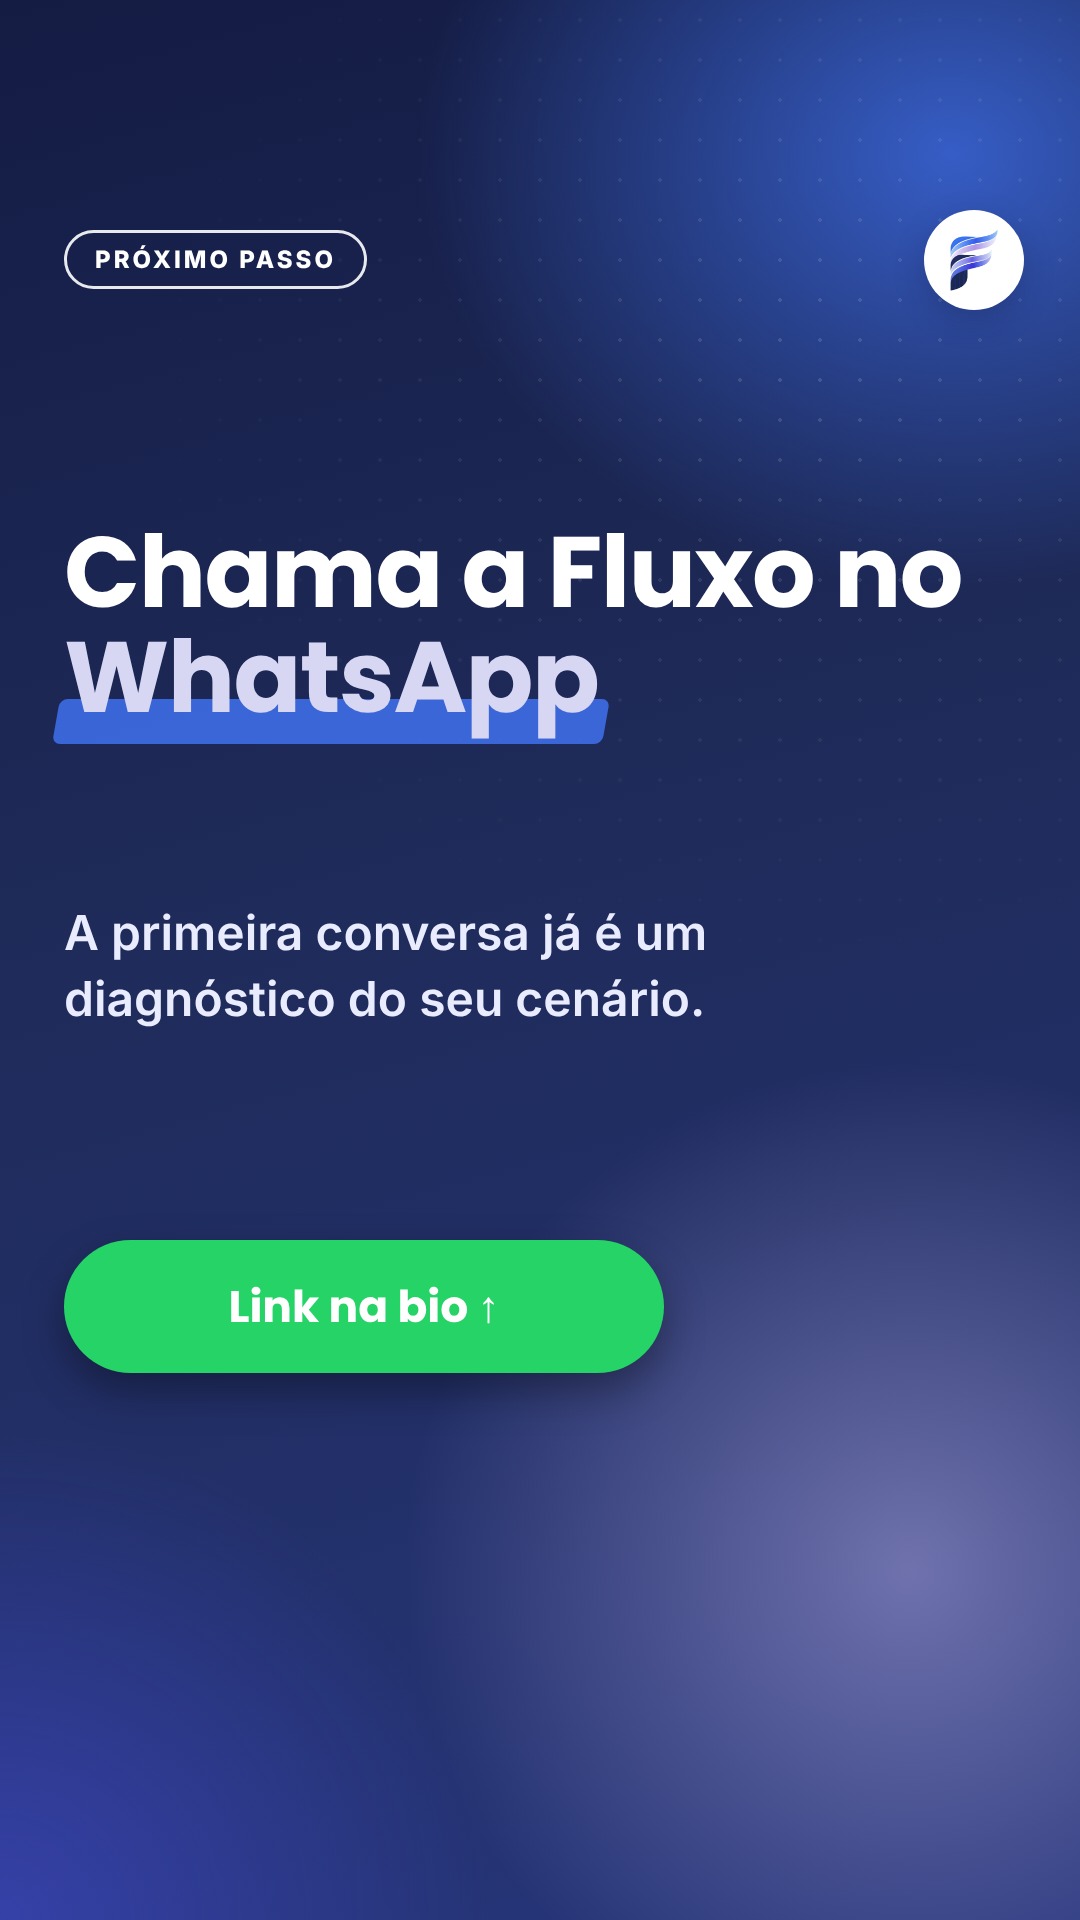 PRÓXIMO PASSO
Chama a Fluxo no
WhatsApp
A primeira conversa já é um
diagnóstico do seu cenário.
Link na bio ↑